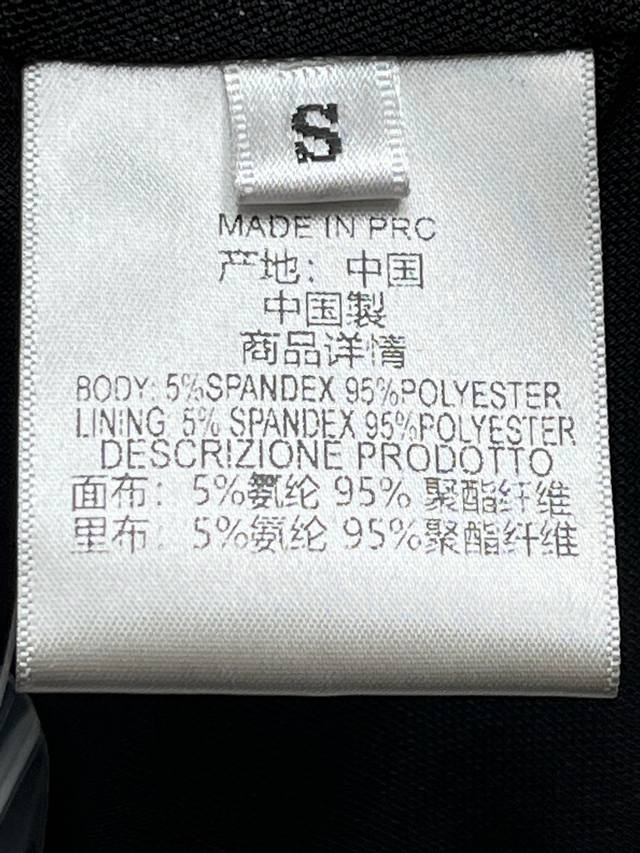 S
MADE IN PRC
产地：中国
中国製
商品详情
BODY: 5%SPANDEX 95%POLYESTER
LINING: 5% SPANDEX 95%POLYESTER
DESCRIZIONE PRODOTTO
面布：5%氨纶 95% 聚酯纤维
里布：5%氨纶 95%聚酯纤维